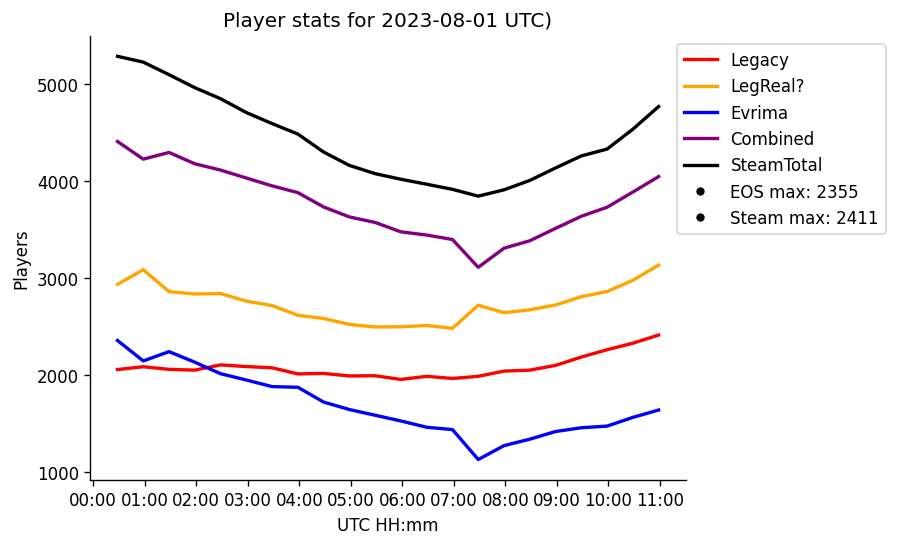 Player stats for 2023-08-01 UTC)
Legacy
LegReal?
Evrima
Combined
SteamTotal
EOS max: 2355
Steam max: 2411
5000
4000
3000
2000
1000
Players
00:00 01:00 02:00 03:00 04:00 05:00 06:00 07:00 08:00 09:00 10:00 11:00
UTC HH:mm